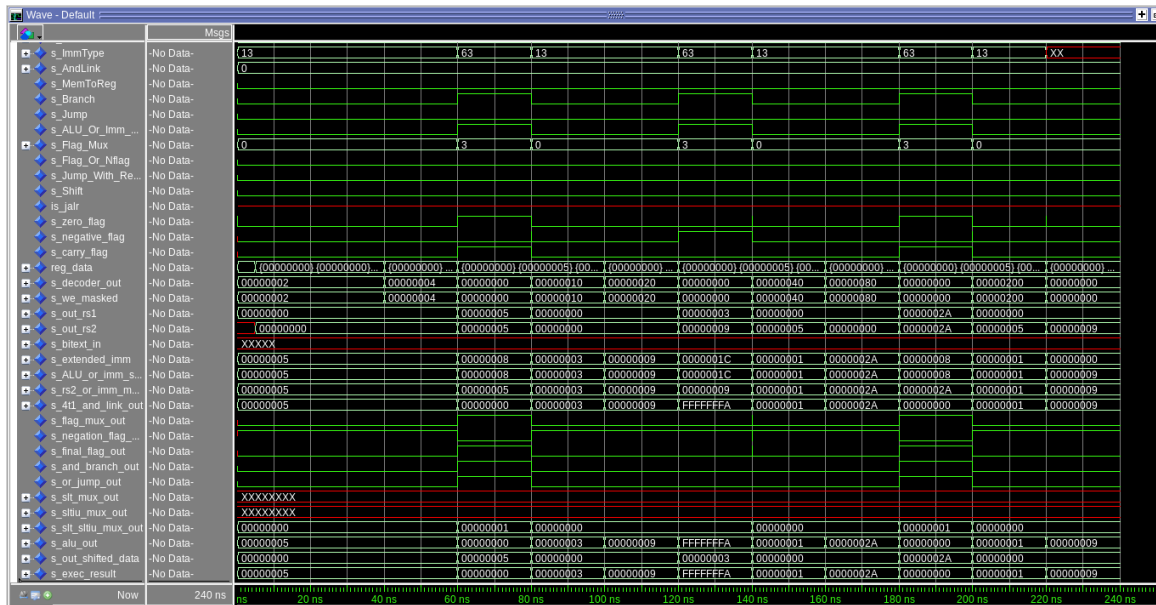 Wave - Default
Msgs
s_ImmType -No Data- 13 63 13 63 13 63 13 XX
s_AndLink -No Data- 0
s_MemToReg -No Data-
s_Branch -No Data-
s_Jump -No Data-
s_ALU_Or_Imm_... -No Data-
s_Flag_Mux -No Data- 0 3 0 3 0 3 0
s_Flag_Or_Nflag -No Data-
s_Jump_With_Re... -No Data-
s_Shift -No Data-
is_jalr -No Data-
s_zero_flag -No Data-
s_negative_flag -No Data-
s_carry_flag -No Data-
reg_data -No Data- {00000000} {00000000}... {00000000} ... {00000000} {00000005} {00... {00000000} ... {00000000} {00000005} {00... {00000000} ... {00000000} {00000005} {00... {00000000} ...
s_decoder_out -No Data- 00000002 00000004 00000000 00000010 00000020 00000000 00000040 00000080 00000000 00000200 00000000
s_we_masked -No Data- 00000002 00000004 00000000 00000010 00000020 00000000 00000040 00000080 00000000 00000200 00000000
s_out_rs1 -No Data- 00000000 00000005 00000000 00000003 00000000 0000002A 00000000
s_out_rs2 -No Data- 00000000 00000005 00000000 00000009 00000005 00000000 0000002A 00000005 00000009
s_bitext_in -No Data- XXXXX
s_extended_imm -No Data- 00000005 00000008 00000003 00000009 0000001C 00000001 0000002A 00000008 00000001 00000000
s_ALU_or_imm_s... -No Data- 00000005 00000008 00000003 00000009 0000001C 00000001 0000002A 00000008 00000001 00000009
s_rs2_or_imm_m... -No Data- 00000005 00000005 00000003 00000009 00000009 00000001 0000002A 0000002A 00000001 00000009
s_4t1_and_link_out -No Data- 00000005 00000000 00000003 00000009 FFFFFFFA 00000001 0000002A 00000000 00000001 00000009
s_flag_mux_out -No Data-
s_negation_flag_... -No Data-
s_final_flag_out -No Data-
s_and_branch_out -No Data-
s_or_jump_out -No Data-
s_slt_mux_out -No Data- XXXXXXXX
s_sltiu_mux_out -No Data- XXXXXXXX
s_slt_sltiu_mux_out -No Data- 00000000 00000001 00000000 00000000 00000001 00000000
s_alu_out -No Data- 00000005 00000000 00000003 00000009 FFFFFFFA 00000001 0000002A 00000000 00000001 00000009
s_out_shifted_data -No Data- 00000000 00000005 00000000 00000003 00000000 0000002A 00000000
s_exec_result -No Data- 00000005 00000000 00000003 00000009 FFFFFFFA 00000001 0000002A 00000000 00000001 00000009
Now 240 ns ns 20 ns 40 ns 60 ns 80 ns 100 ns 120 ns 140 ns 160 ns 180 ns 200 ns 220 ns 240 ns